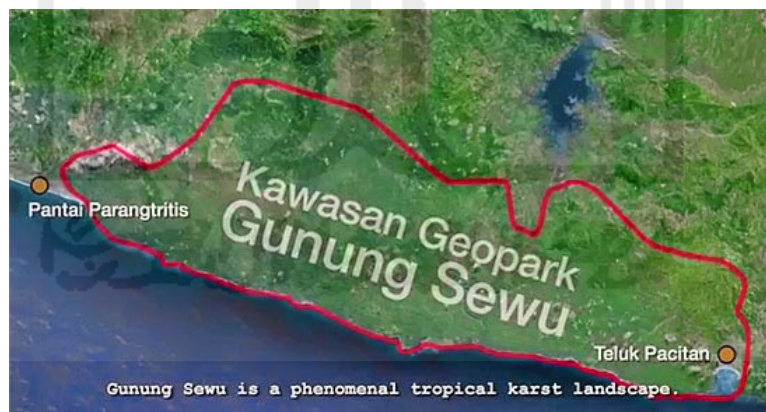 Kawasan Geopark
Gunung Sewu
Pantai Parangtritis
Teluk Pacitan
Gunung Sewu is a phenomenal tropical karst landscape.